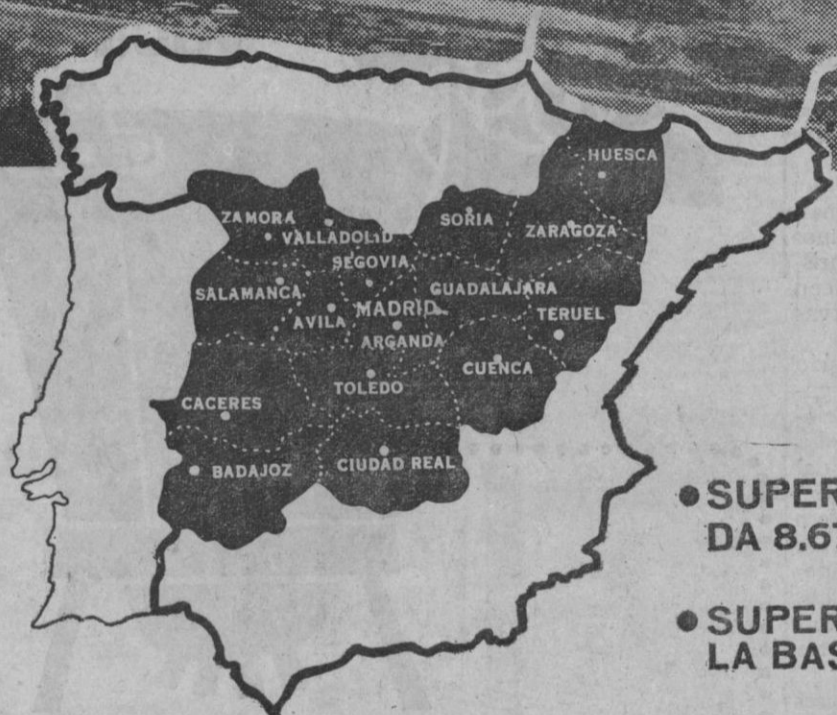 HUESCA
ZAMORA
VALLADOLID
SORIA
ZARAGOZA
SEGOVIA
SALAMANCA
GUADALAJARA
MADRID
AVILA
TERUEL
ARGANDA
CUENCA
TOLEDO
CACERES
BADAJOZ
CIUDAD REAL
● SUPER
DA 8.6
● SUPER
LA BAS